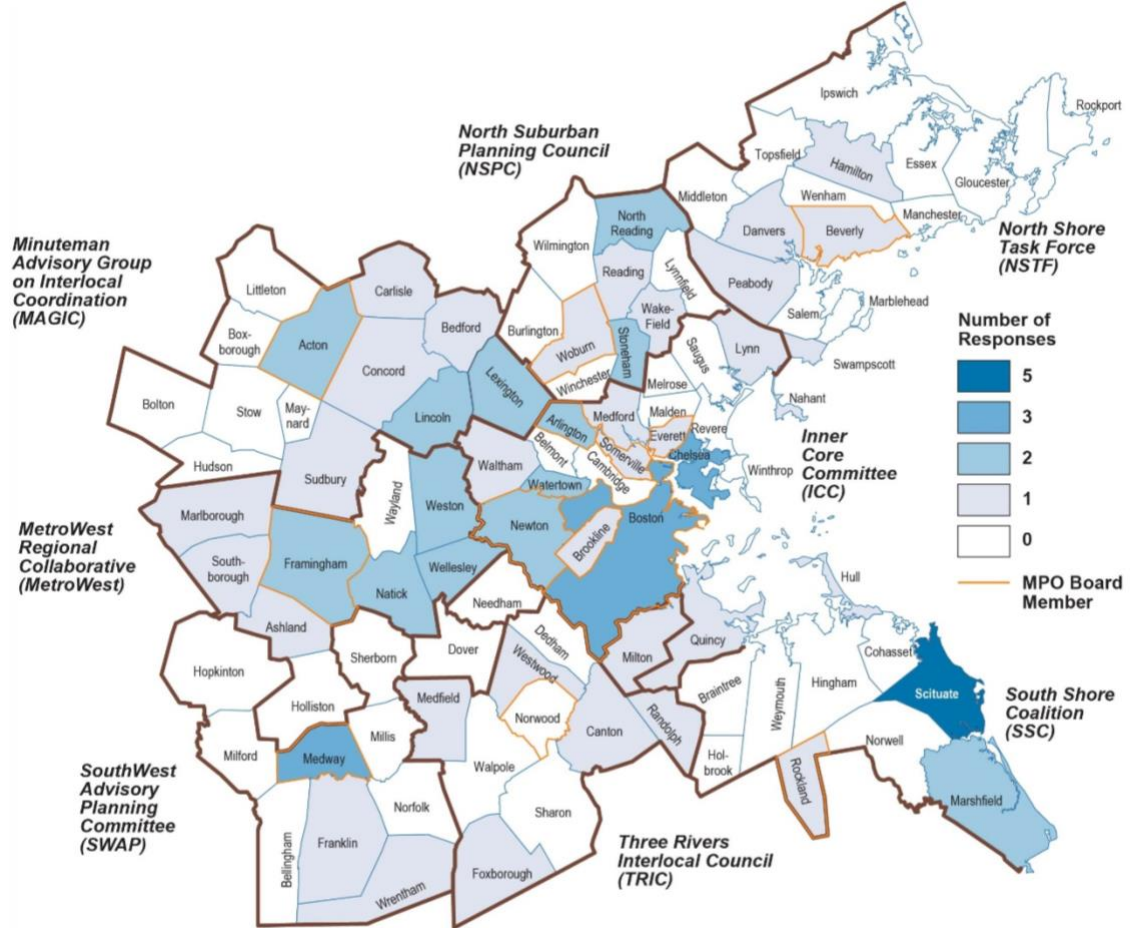 Ipswich
Rockport
North Suburban
Planning Council
(NSPC)
Topsfield
Hamilton
Essex
Gloucester
Middleton
Wenham
Manchester
North
Reading
Danvers
Beverly
North Shore
Task Force
(NSTF)
Minuteman
Advisory Group
on Interlocal
Coordination
(MAGIC)
Wilmington
Reading
Lynnfield
Peabody
Littleton
Carlisle
Salem
Marblehead
Wake-
Field
Bedford
Burlington
Box-
borough
Acton
Woburn
Stoneham
Saugus
Lynn
Swampscott
Number of
Responses
5
3
2
1
0
MPO Board
Member
Concord
Lexington
Winchester
Melrose
Nahant
Bolton
Stow
May-
nard
Lincoln
Arlington
Medford
Malden
Revere
Everett
Inner
Core
Committee
(ICC)
Hudson
Sudbury
Waltham
Belmont
Somerville
Chelsea
Cambridge
Winthrop
Watertown
Wayland
Weston
Marlborough
Newton
Boston
Brookline
MetroWest
Regional
Collaborative
(MetroWest)
South-
borough
Framingham
Natick
Wellesley
Hull
Needham
Ashland
Quincy
Cohasset
Dedham
Milton
Sherborn
Dover
Westwood
Hopkinton
Braintree
Weymouth
Hingham
Scituate
South Shore
Coalition
(SSC)
Holliston
Medfield
Norwood
Canton
Randolph
Millis
Norwell
Milford
Medway
Hol-
brook
Walpole
Rockland
SouthWest
Advisory
Planning
Committee
(SWAP)
Norfolk
Sharon
Marshfield
Franklin
Bellingham
Three Rivers
Interlocal Council
(TRIC)
Foxborough
Wrentham